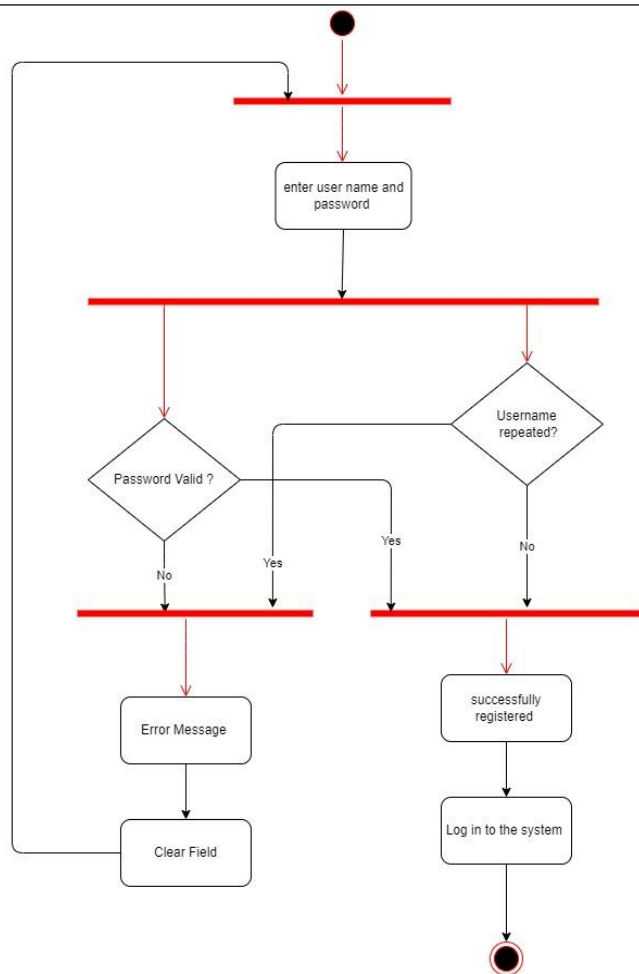 enter user name and
password
Username
repeated?
Password Valid ?
No
Yes
Yes
No
Error Message
successfully
registered
Clear Field
Log in to the system